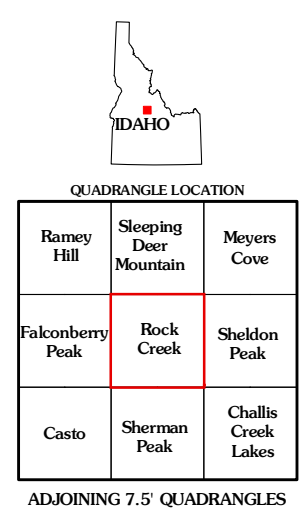 IDAHO
QUADRANGLE LOCATION
Ramey
Hill
Sleeping
Deer
Mountain
Meyers
Cove
Falconberry
Peak
Rock
Creek
Sheldon
Peak
Casto
Sherman
Peak
Challis
Creek
Lakes
ADJOINING 7.5' QUADRANGLES